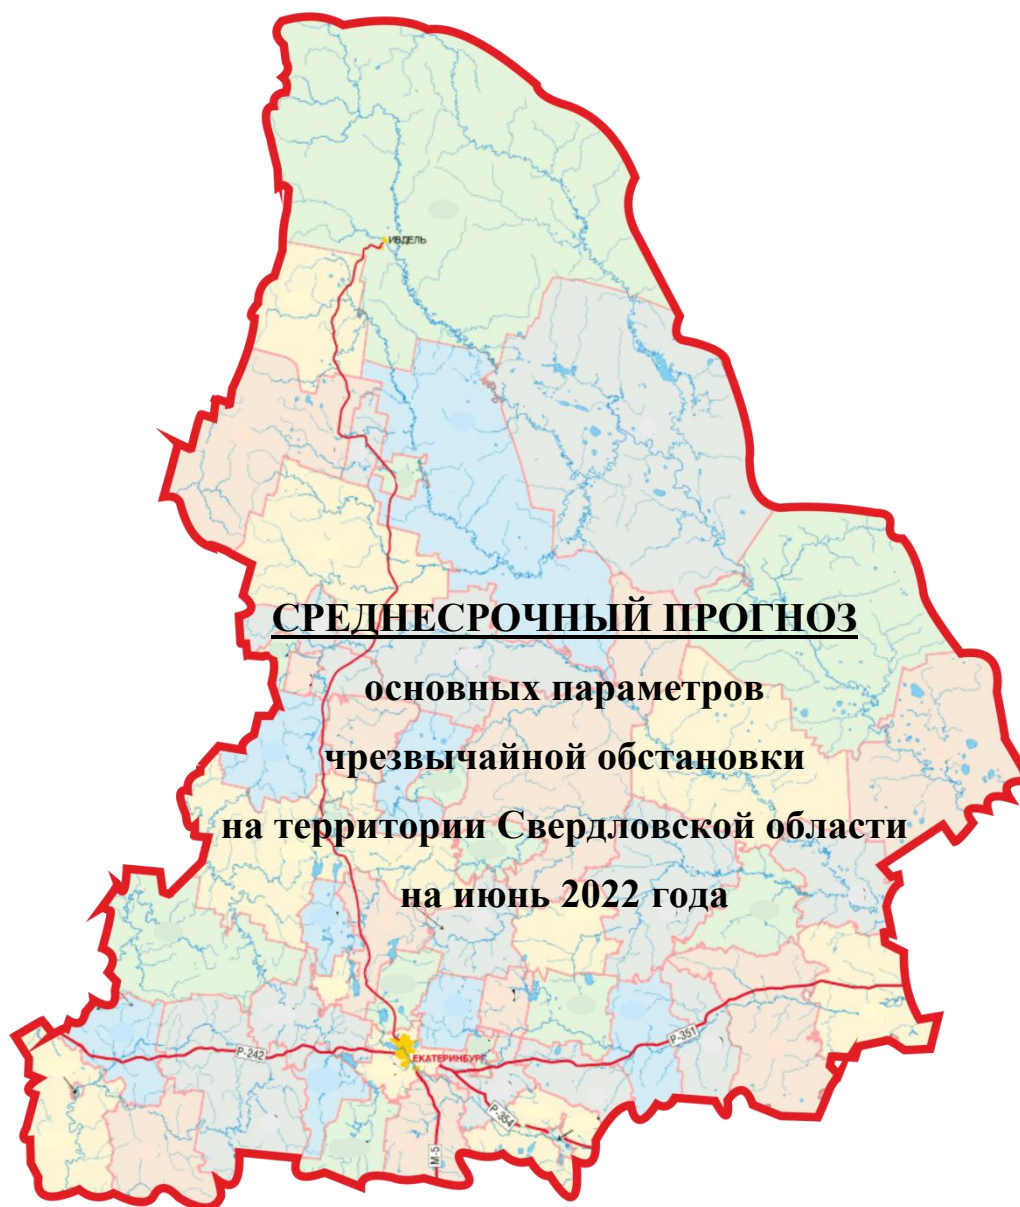 ИВДЕЛЬ
СРЕДНЕСРОЧНЫЙ ПРОГНОЗ
основных параметров
чрезвычайной обстановки
на территории Свердловской области
на июнь 2022 года
Р-242
ЕКАТЕРИНБУРГ
Р-351
Р-354
М-5